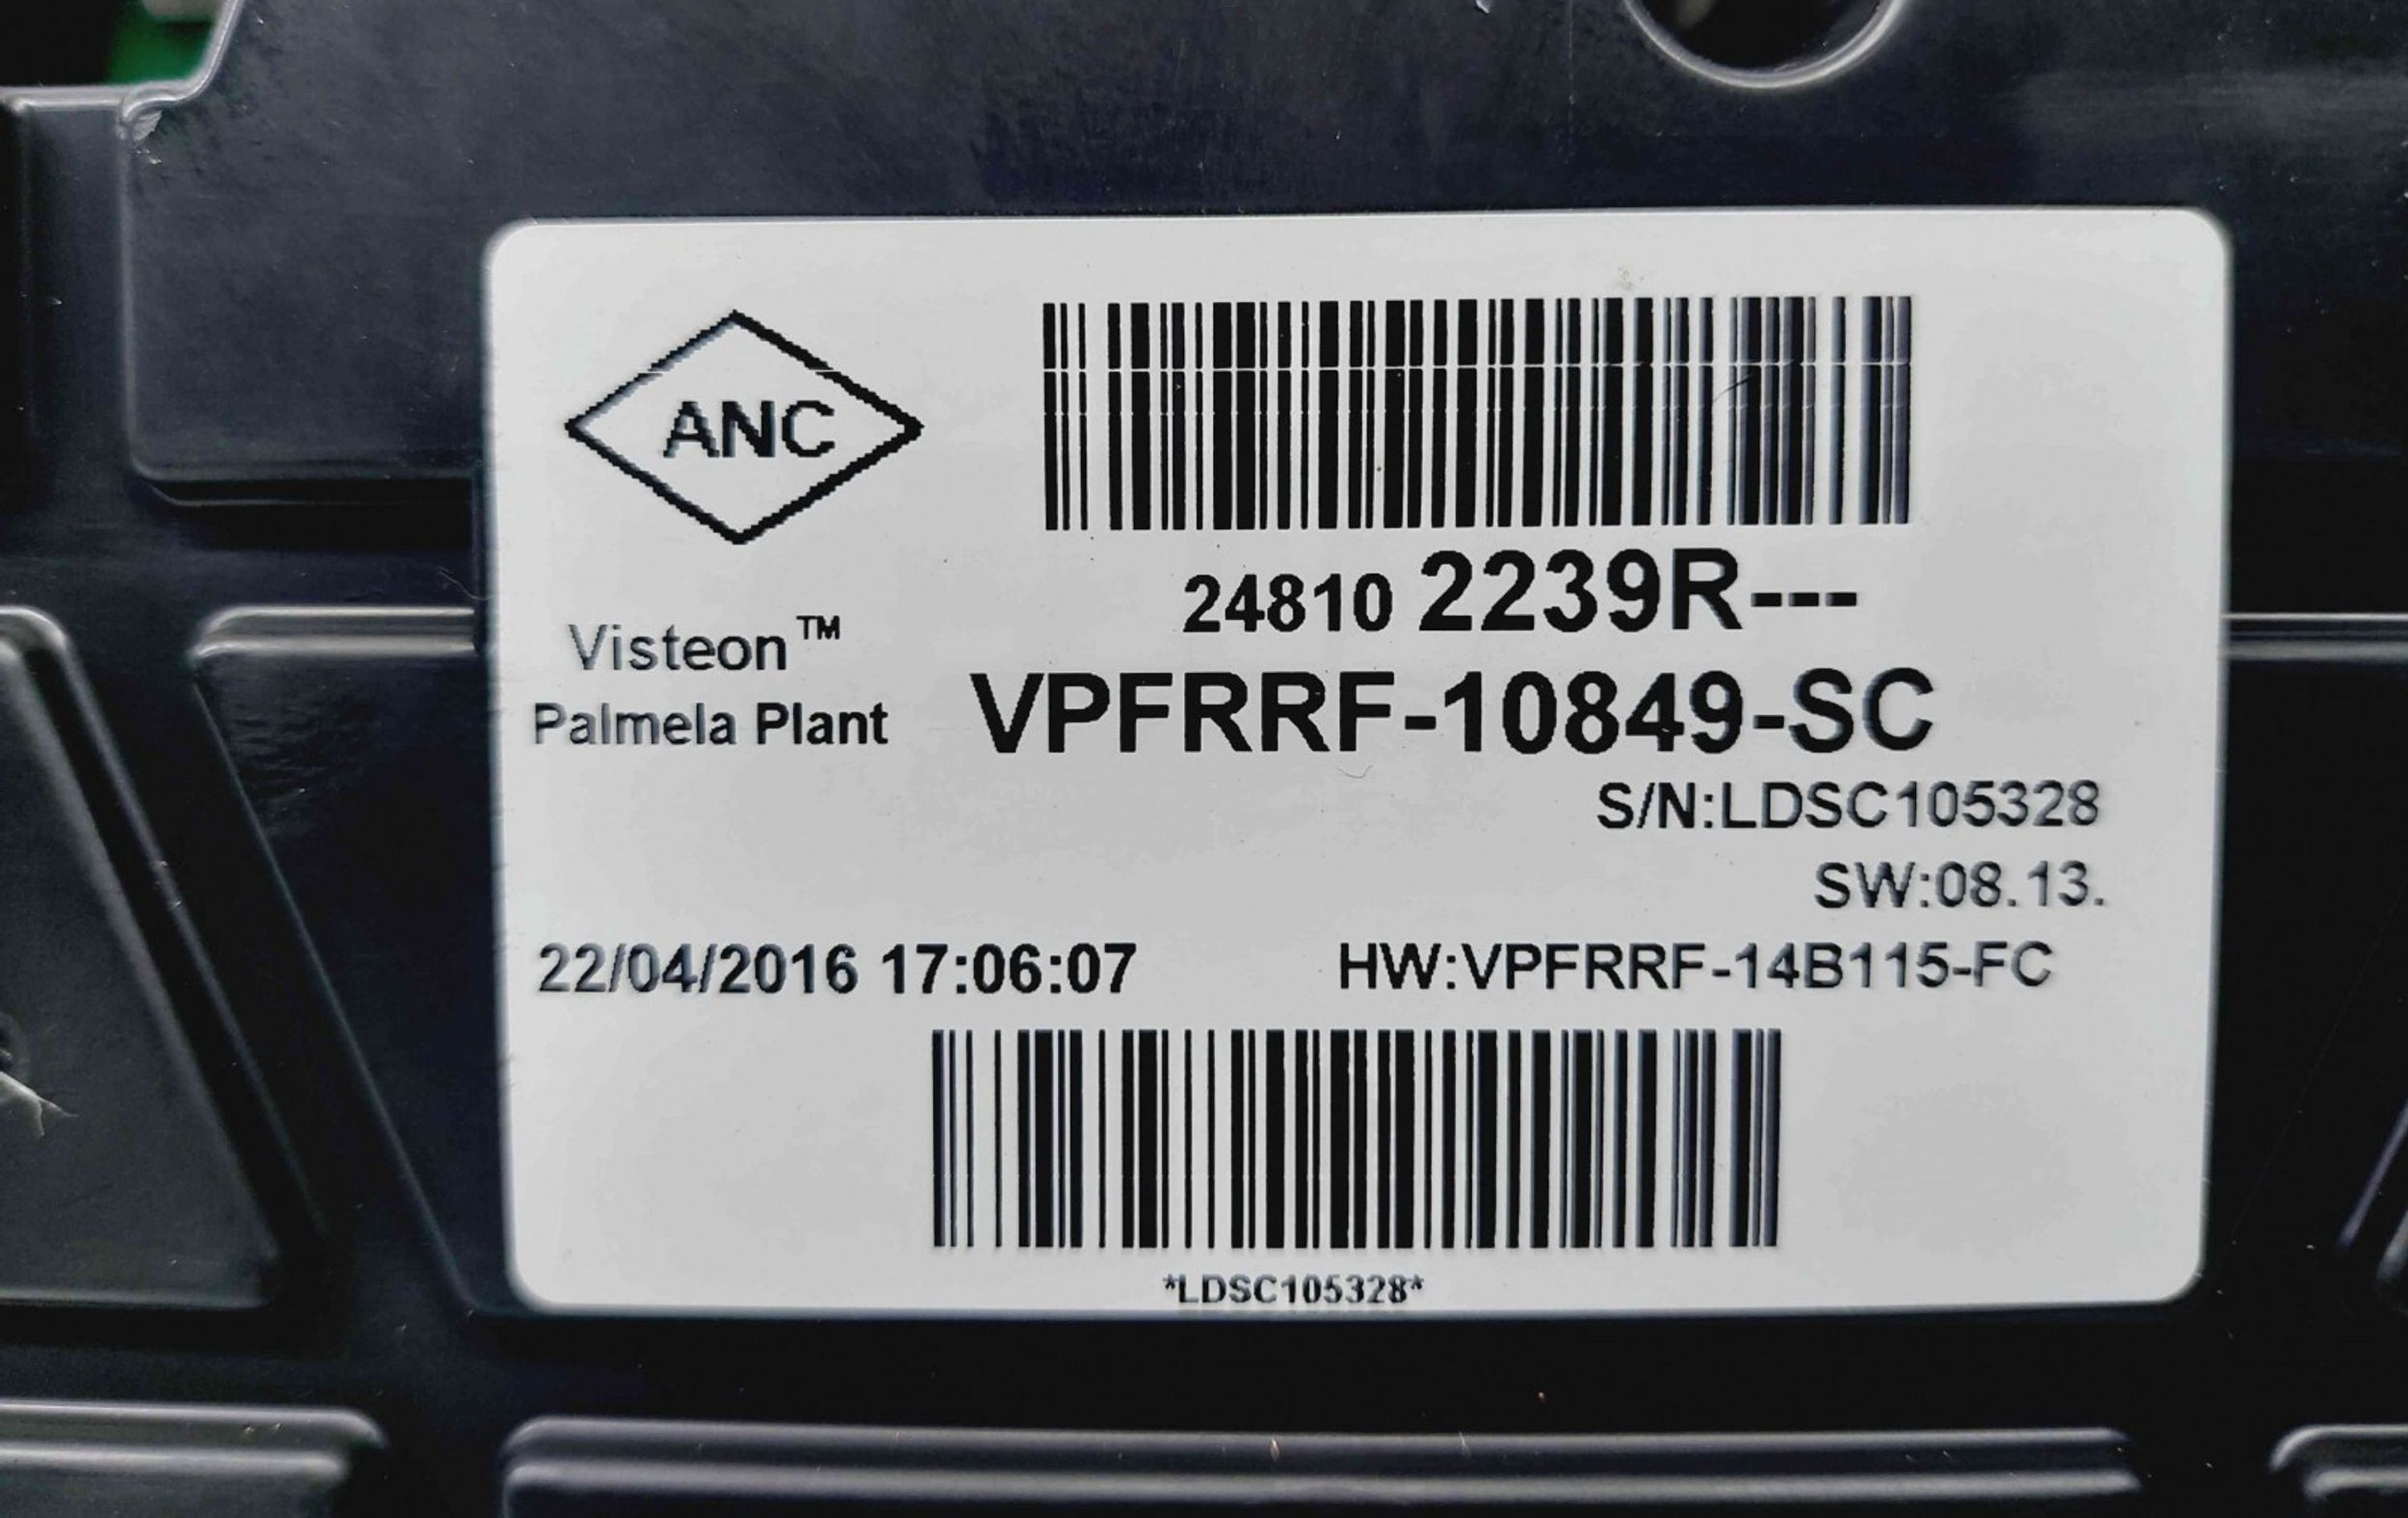 ANC
24810 2239R---
Visteon™
Palmela Plant
VPFRRF-10849-SC
S/N:LDSC105328
SW:08.13.
22/04/2016 17:06:07
HW:VPFRRF-14B115-FC
*LDSC105328*